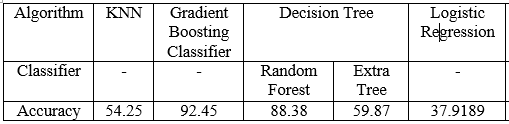 Algorithm KNN Gradient Boosting Classifier Decision Tree Logistic Regression
Classifier - - Random Forest Extra Tree -
Accuracy 54.25 92.45 88.38 59.87 37.9189